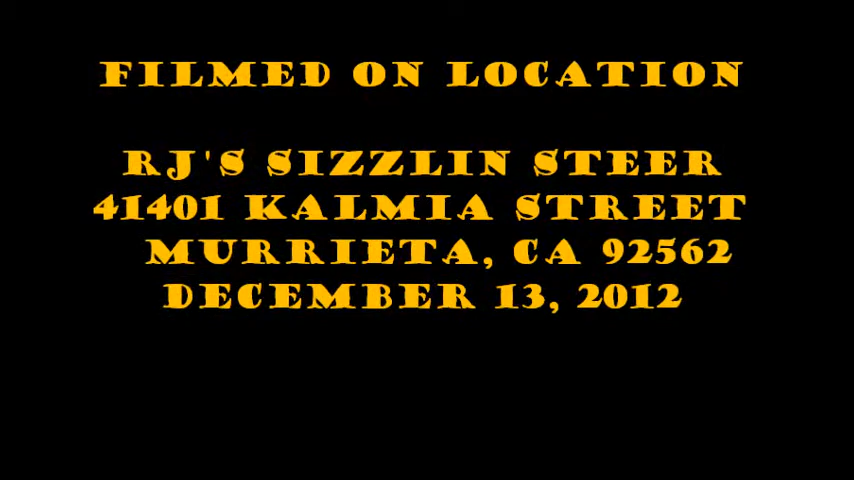 FILMED ON LOCATION
RJ'S SIZZLIN STEER
41401 KALMIA STREET
MURRIETA, CA 92562
DECEMBER 13, 2012